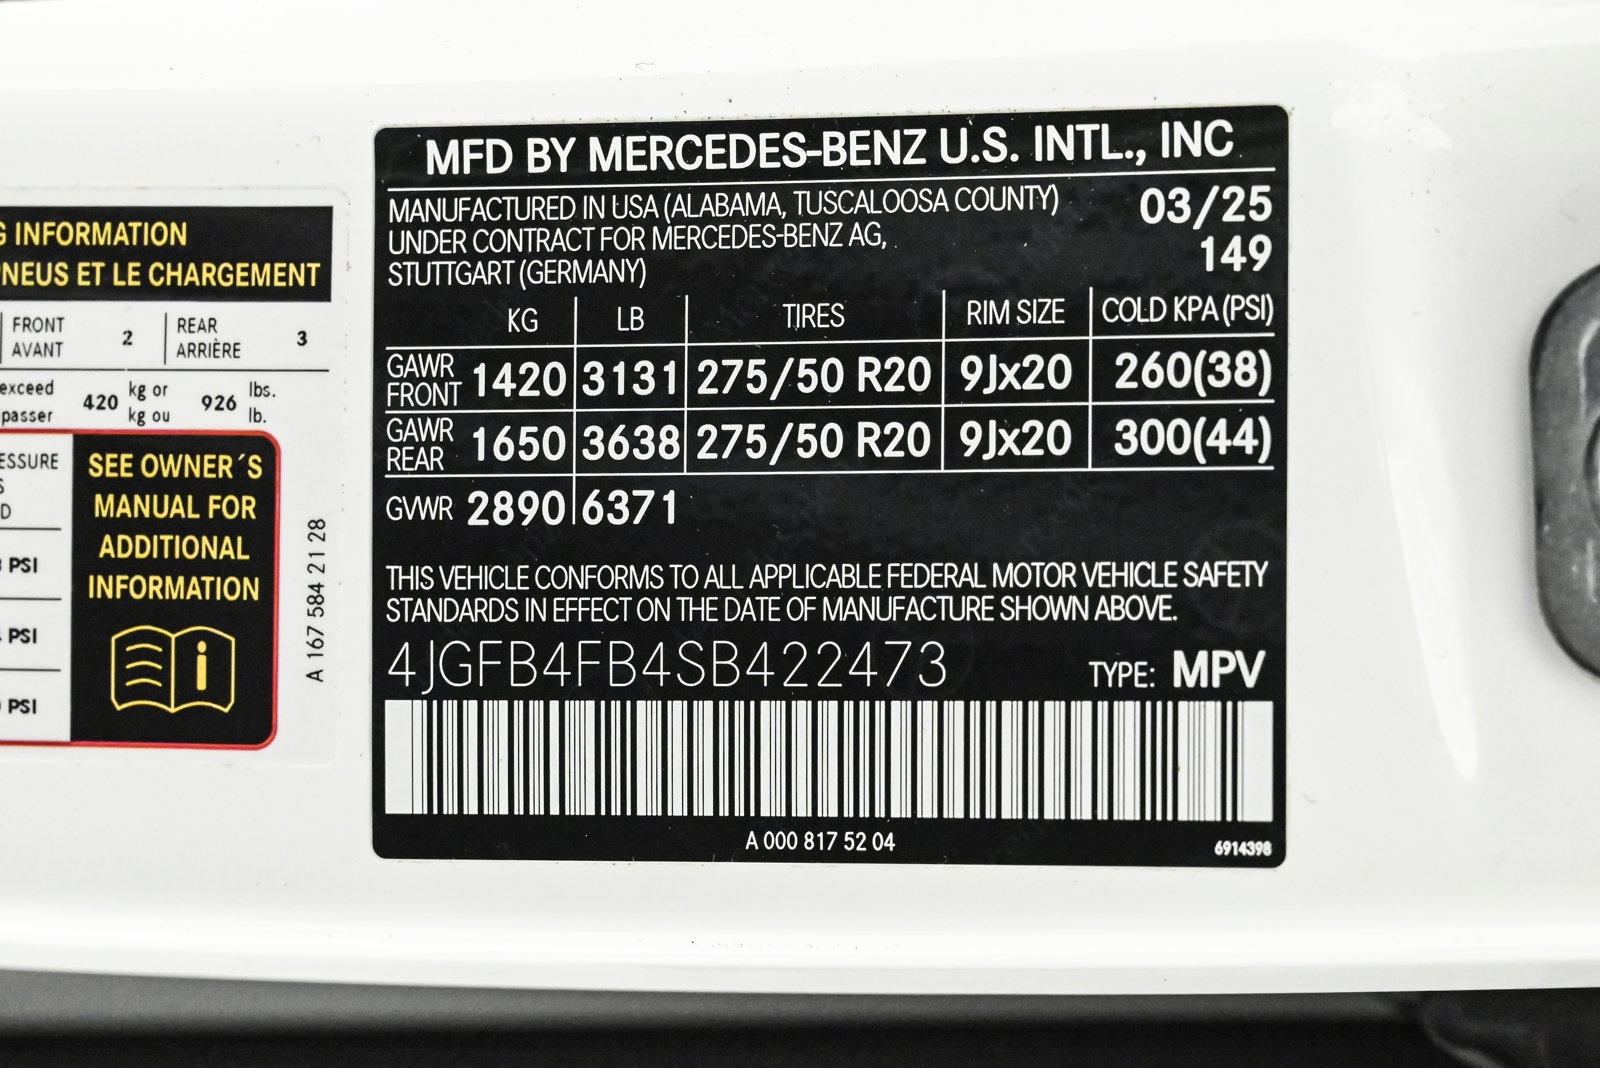 G INFORMATION
PNEUS ET LE CHARGEMENT
FRONT
AVANT
2
REAR
ARRIÈRE
3
exceed
passer
420
kg or
kg ou
926
lbs.
lb.
ESSURE
S
D
PSI
PSI
PSI
SEE OWNER´S
MANUAL FOR
ADDITIONAL
INFORMATION
i
A 167 584 21 28
MFD BY MERCEDES-BENZ U.S. INTL., INC
MANUFACTURED IN USA (ALABAMA, TUSCALOOSA COUNTY) 03/25
UNDER CONTRACT FOR MERCEDES-BENZ AG, 149
STUTTGART (GERMANY)
KG LB TIRES RIM SIZE COLD KPA (PSI)
GAWR FRONT 1420 3131 275/50 R20 9Jx20 260(38)
GAWR REAR 1650 3638 275/50 R20 9Jx20 300(44)
GVWR 2890 6371
THIS VEHICLE CONFORMS TO ALL APPLICABLE FEDERAL MOTOR VEHICLE SAFETY
STANDARDS IN EFFECT ON THE DATE OF MANUFACTURE SHOWN ABOVE.
4JGFB4FB4SB422473 TYPE: MPV
A 000 817 52 04 6914398